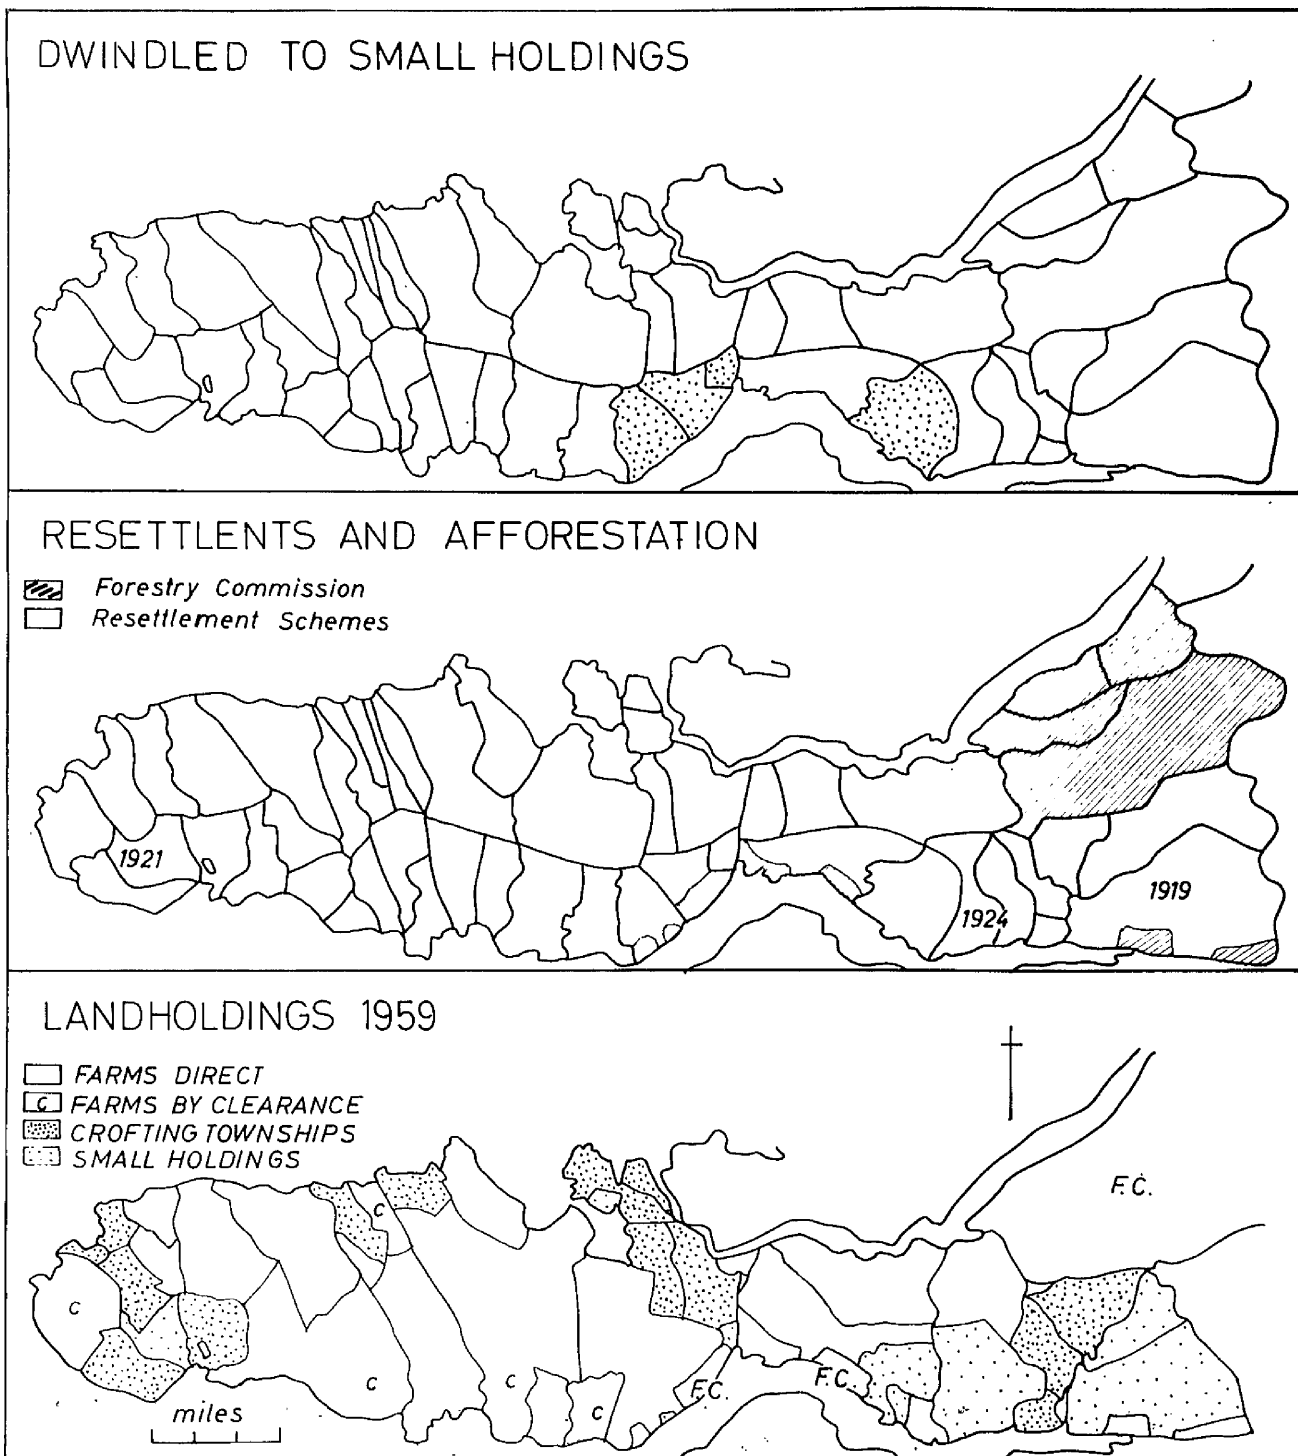 DWINDLED TO SMALL HOLDINGS
RESETTLENTS AND AFFORESTATION
Forestry Commission
Resettlement Schemes
1921
1924
1919
LANDHOLDINGS 1959
FARMS DIRECT
c FARMS BY CLEARANCE
CROFTING TOWNSHIPS
SMALL HOLDINGS
F.C.
c
c
c
c
c
F.C.
F.C.
miles